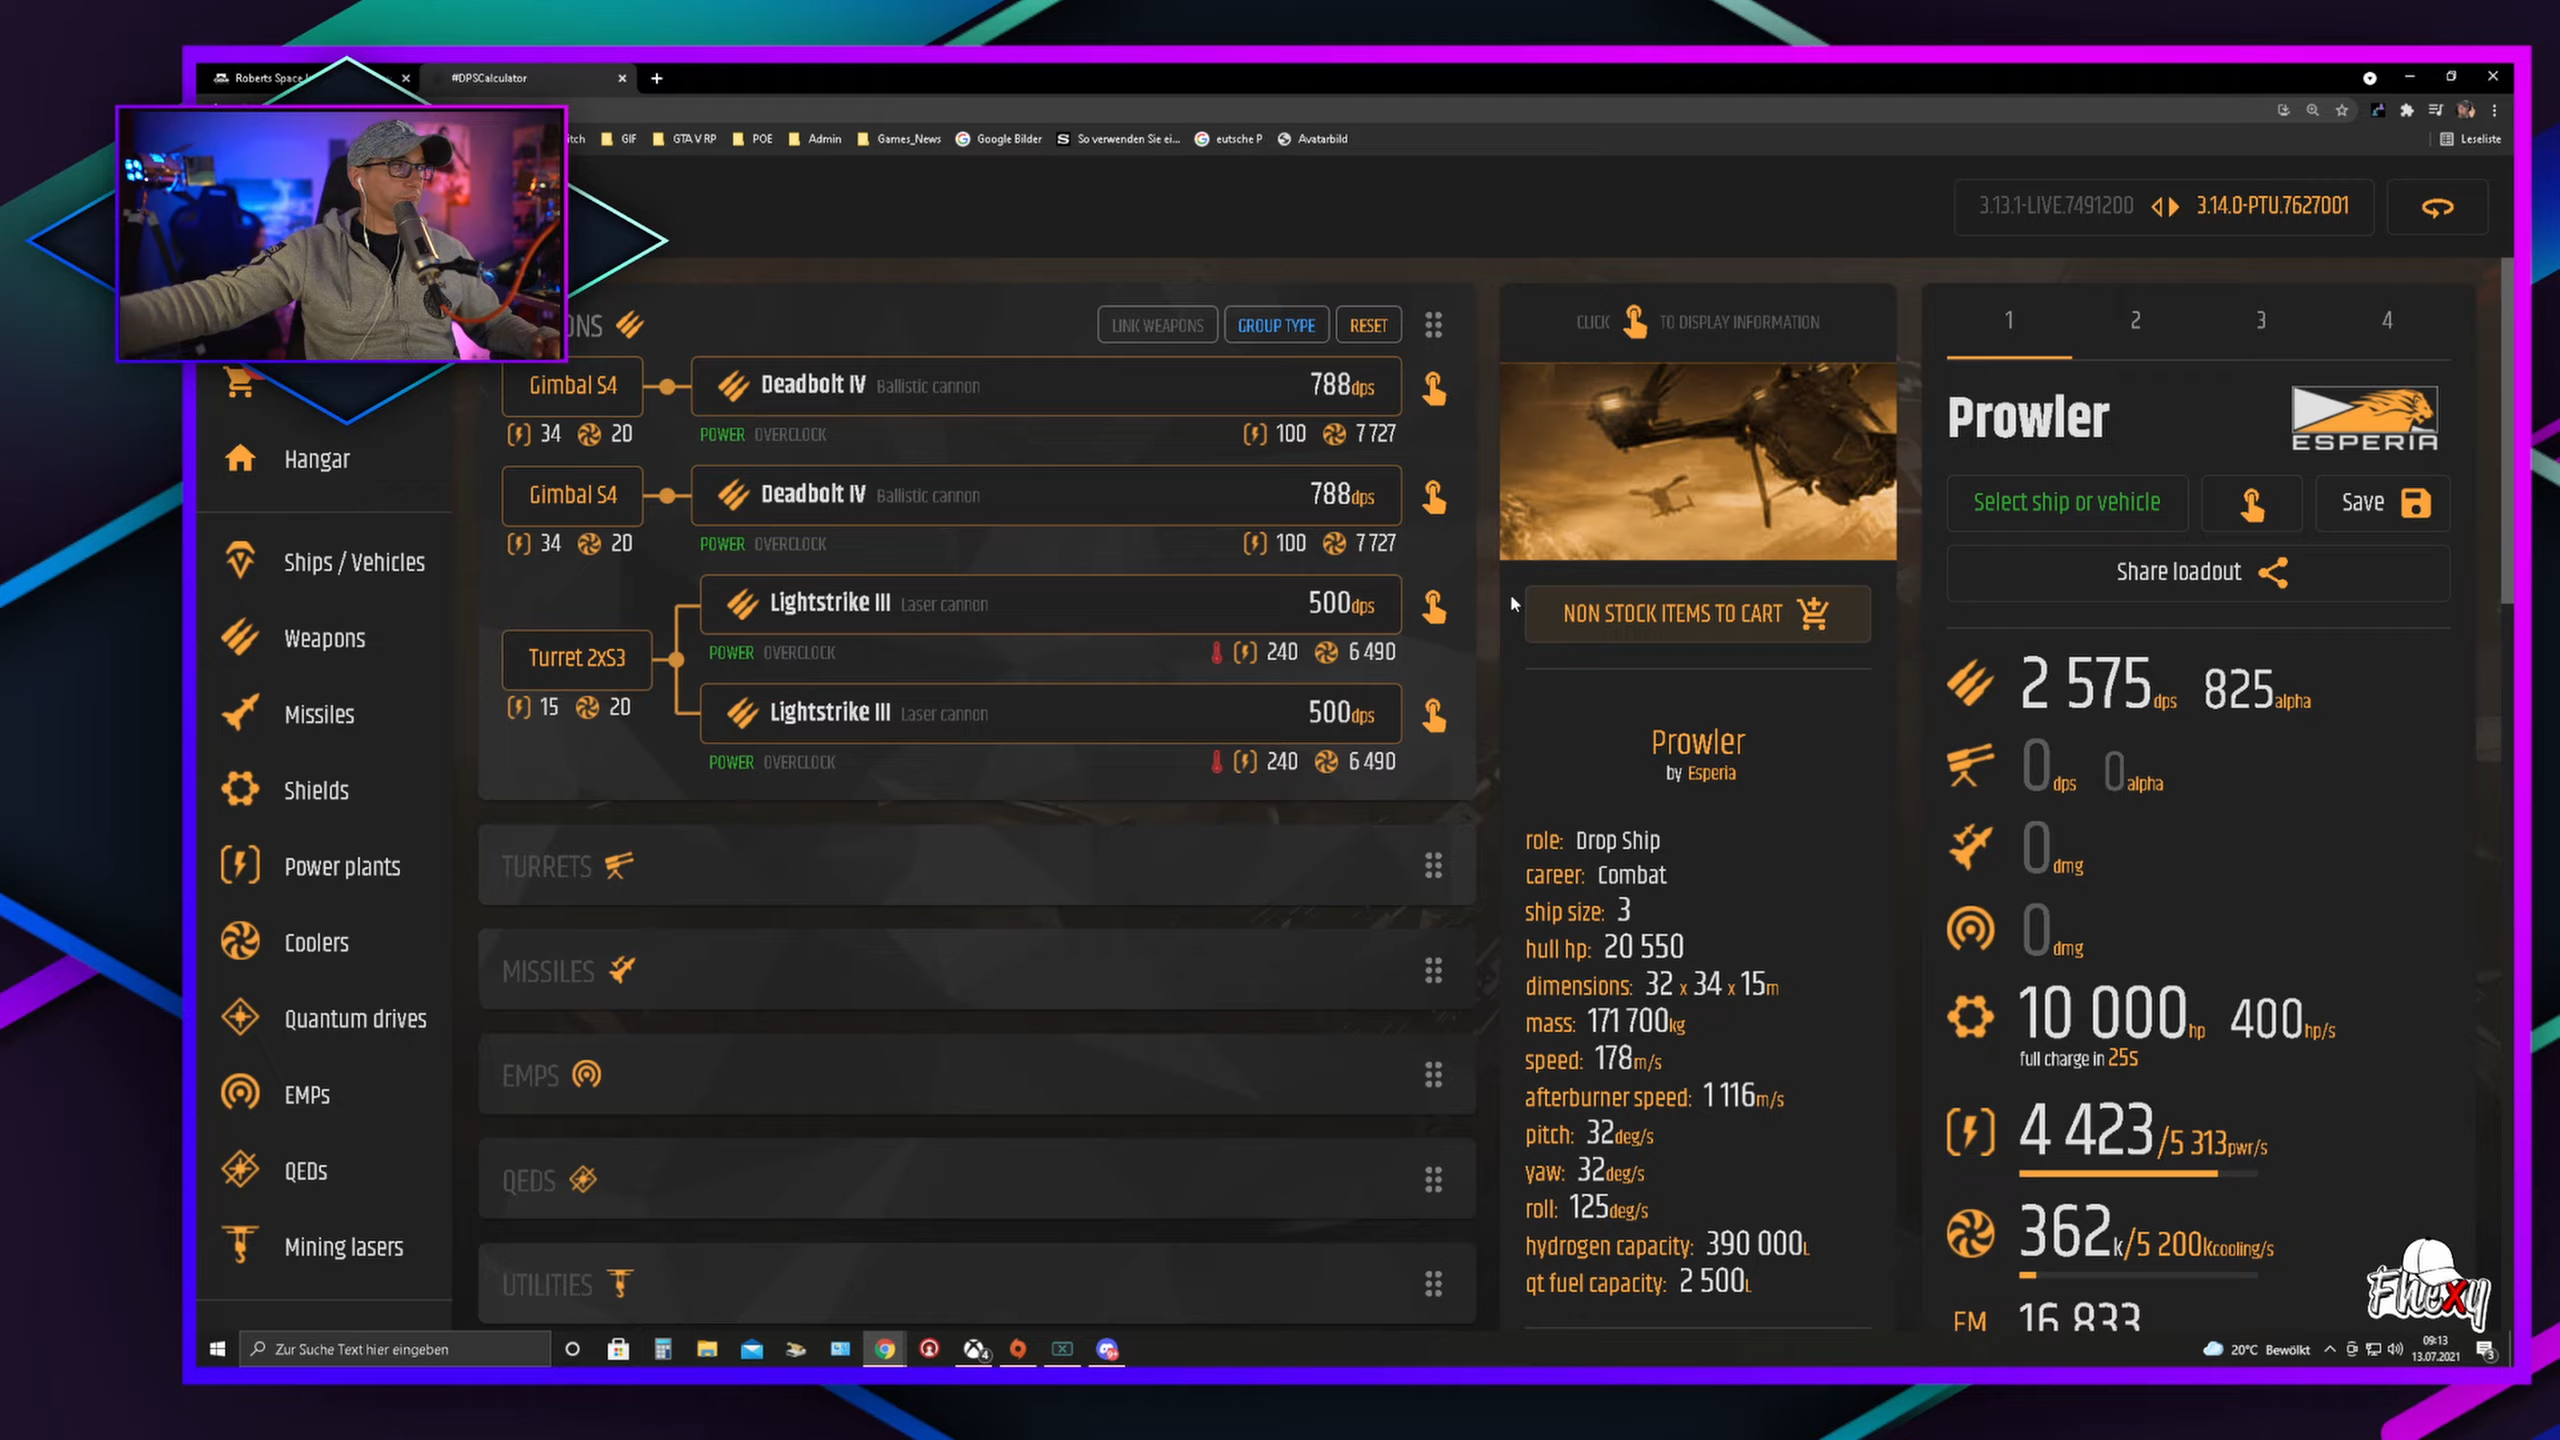 Roberts Space
#DPSCalculator
itch
GIF
GTA V RP
POE
Admin
Games_News
Google Bilder
So verwenden Sie ei...
eutsche P
Avatarbild
Leseliste
3.13.1-LIVE.7491200
3.14.0-PTU.7627001
Hangar
Ships / Vehicles
Weapons
Missiles
Shields
Power plants
Coolers
Quantum drives
EMPs
QEDs
Mining lasers
ONS
LINK WEAPONS
GROUP TYPE
RESET
Gimbal S4
Deadbolt IV Ballistic cannon
788dps
34 20
POWER OVERCLOCK
100 7 727
Gimbal S4
Deadbolt IV Ballistic cannon
788dps
34 20
POWER OVERCLOCK
100 7 727
Lightstrike III Laser cannon
500dps
POWER OVERCLOCK
240 6 490
Turret 2xS3
15 20
Lightstrike III Laser cannon
500dps
POWER OVERCLOCK
240 6 490
TURRETS
MISSILES
EMPS
QEDS
UTILITIES
CLICK TO DISPLAY INFORMATION
NON STOCK ITEMS TO CART
Prowler
by Esperia
role: Drop Ship
career: Combat
ship size: 3
hull hp: 20 550
dimensions: 32 x 34 x 15m
mass: 171 700kg
speed: 178m/s
afterburner speed: 1 116m/s
pitch: 32deg/s
yaw: 32deg/s
roll: 125deg/s
hydrogen capacity: 390 000L
qt fuel capacity: 2 500L
1 2 3 4
Prowler
ESPERIA
Select ship or vehicle
Save
Share loadout
2 575dps 825alpha
0dps 0alpha
0dmg
0dmg
10 000hp 400hp/s
full charge in 25s
4 423/5 313pwr/s
362k/5 200kcooling/s
EM 16 833
Fhexy
Zur Suche Text hier eingeben
4
9+
20°C Bewölkt
09:13
13.07.2021
3